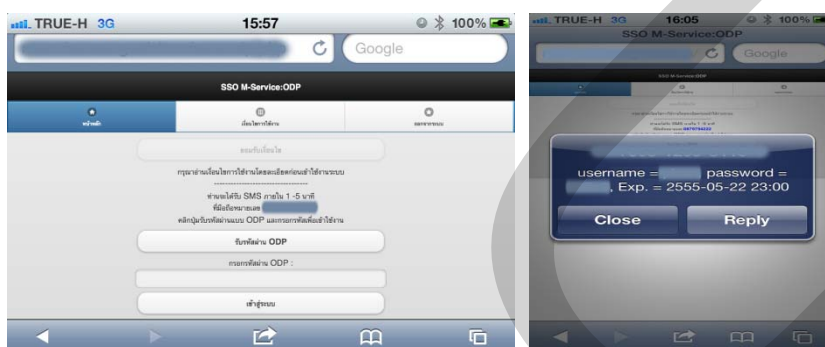 TRUE-H 3G 15:57 100%
Google
SSO M-Service:ODP
หน้าหลัก เงื่อนไขการใช้งาน ออกจากระบบ
ยอมรับเงื่อนไข
กรุณาอ่านเงื่อนไขการใช้งานโดยละเอียดก่อนเข้าใช้งานระบบ
----------------------------------
ท่านจะได้รับ SMS ภายใน 1 -5 นาที
ที่มือถือหมายเลข
คลิกปุ่มรับรหัสผ่านแบบ ODP และกรอกรหัสเพื่อเข้าใช้งาน
รับรหัสผ่าน ODP
กรอกรหัสผ่าน ODP :
เข้าสู่ระบบ
TRUE-H 3G 16:05 100%
SSO M-Service:ODP
Google
SSO M-Service:ODP
username = password =
, Exp. = 2555-05-22 23:00
Close Reply